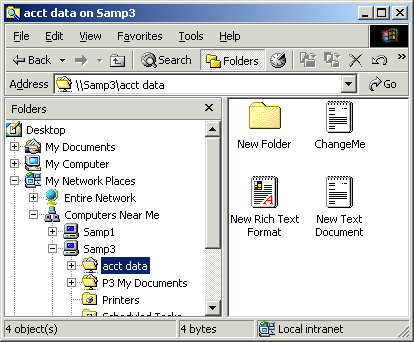 acct data on Samp3
File Edit View Favorites Tools Help
Back Search Folders
Address \\Samp3\acct data Go
Folders
Desktop
My Documents
My Computer
My Network Places
Entire Network
Computers Near Me
Samp1
Samp3
acct data
P3 My Documents
Printers
Scheduled Tasks
New Folder
ChangeMe
New Rich Text
Format
New Text
Document
4 object(s) 4 bytes Local intranet